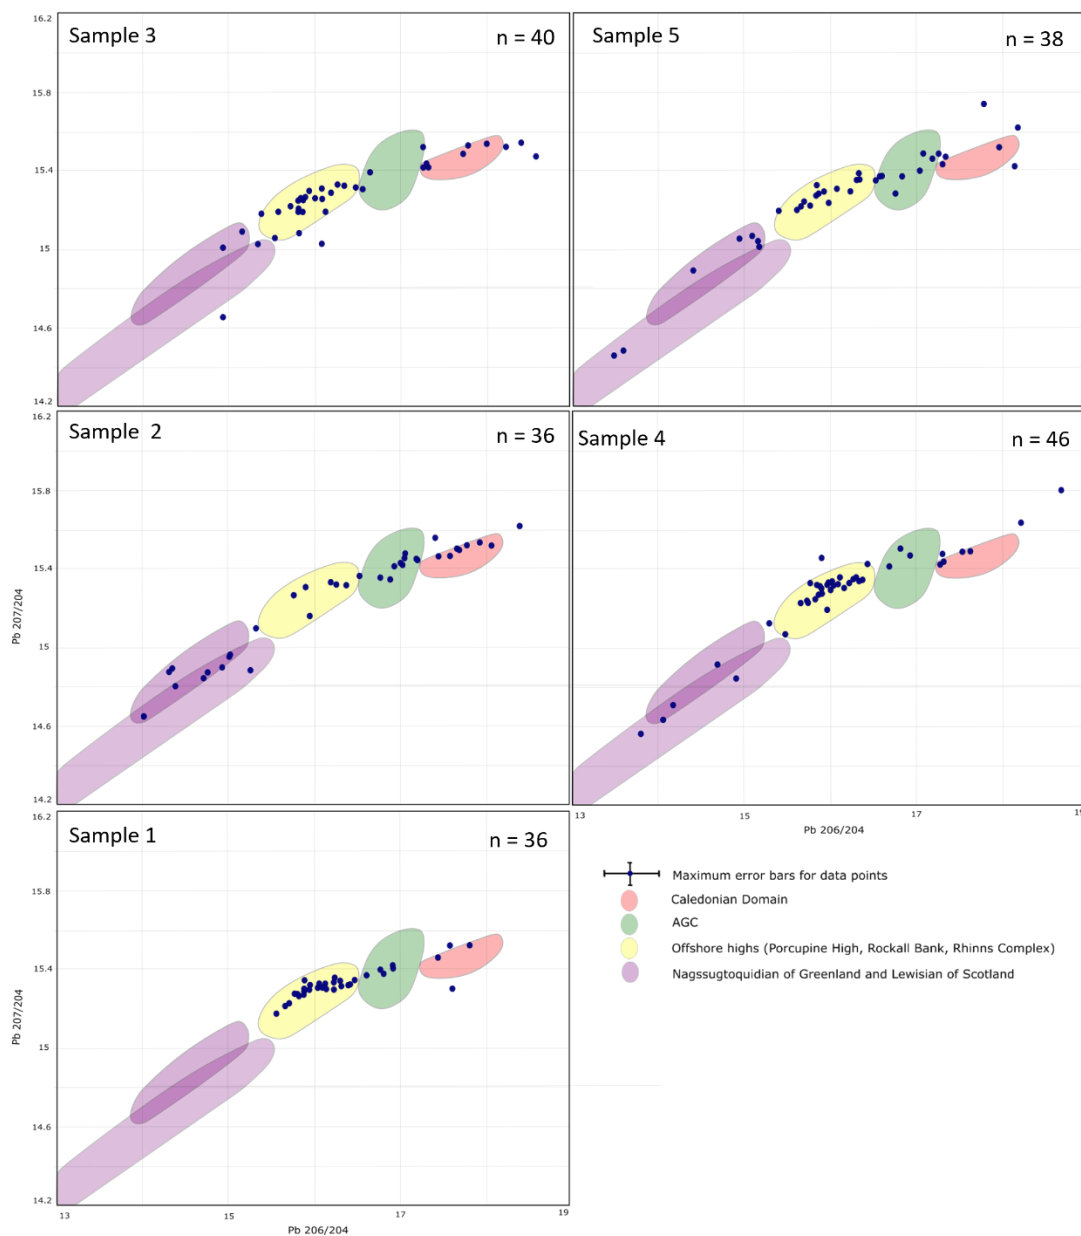 Sample 3
n = 40
16.2
15.8
15.4
15
14.6
14.2
Sample 5
n = 38
Sample 2
n = 36
16.2
15.8
15.4
15
14.6
14.2
Pb 207/204
Sample 4
n = 46
13
15
17
19
Pb 206/204
Sample 1
n = 36
16.2
15.8
15.4
15
14.6
14.2
Pb 207/204
13
15
17
19
Pb 206/204
Maximum error bars for data points
Caledonian Domain
AGC
Offshore highs (Porcupine High, Rockall Bank, Rhinns Complex)
Nagssugtoquidian of Greenland and Lewisian of Scotland